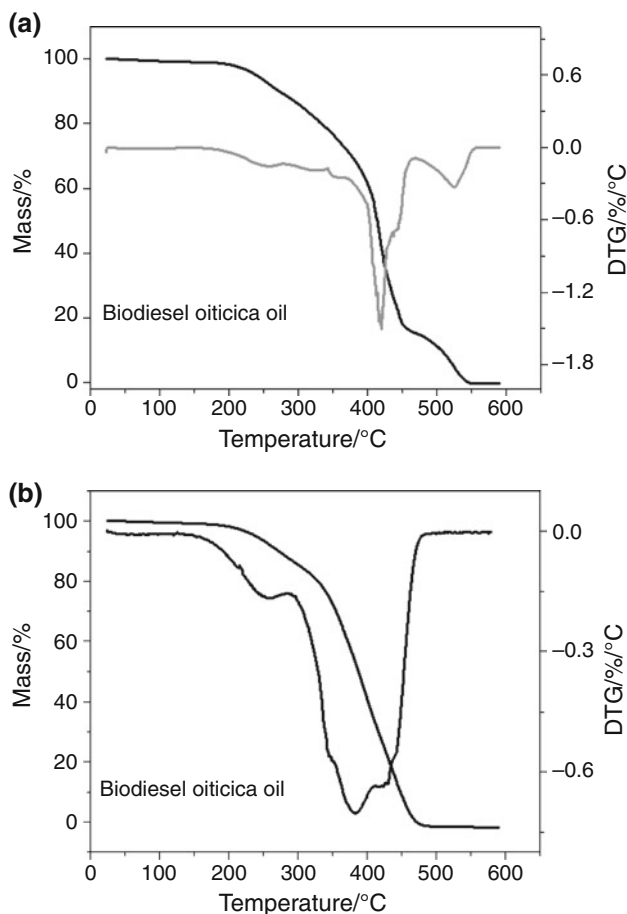 (a)
100
80
60
40
20
0
Mass/%
0.6
0.0
−0.6
−1.2
−1.8
DTG/%/°C
Biodiesel oiticica oil
0 100 200 300 400 500 600
Temperature/°C
(b)
100
80
60
40
20
0
Mass/%
0.0
−0.3
−0.6
DTG/%/°C
Biodiesel oiticica oil
0 100 200 300 400 500 600
Temperature/°C